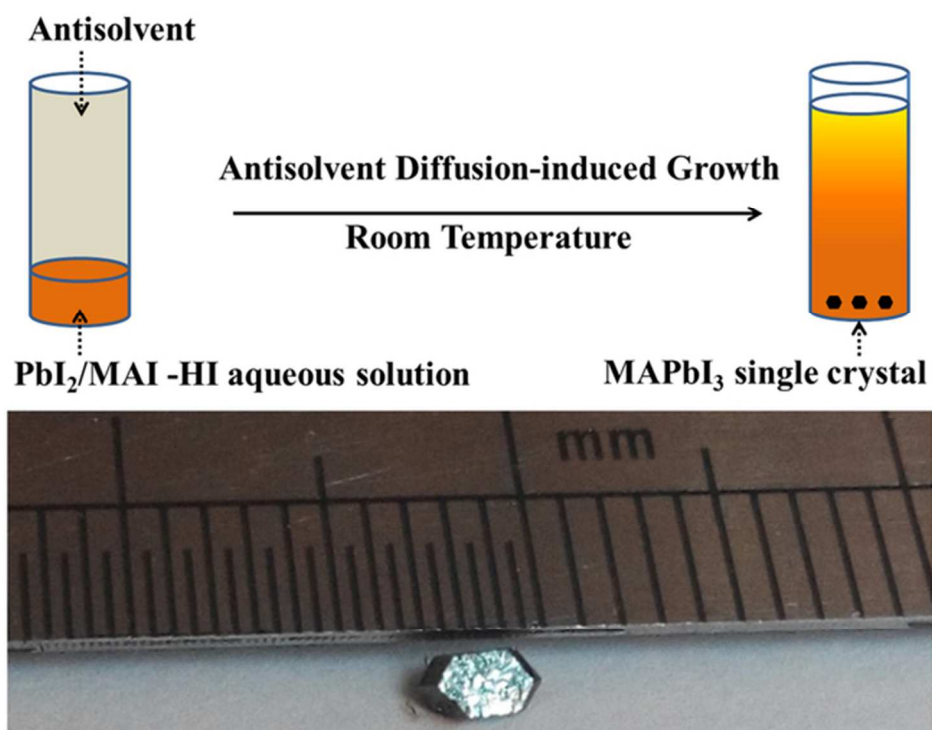 Antisolvent
Antisolvent Diffusion-induced Growth
Room Temperature
PbI₂/MAI -HI aqueous solution
MAPbI₃ single crystal
mm